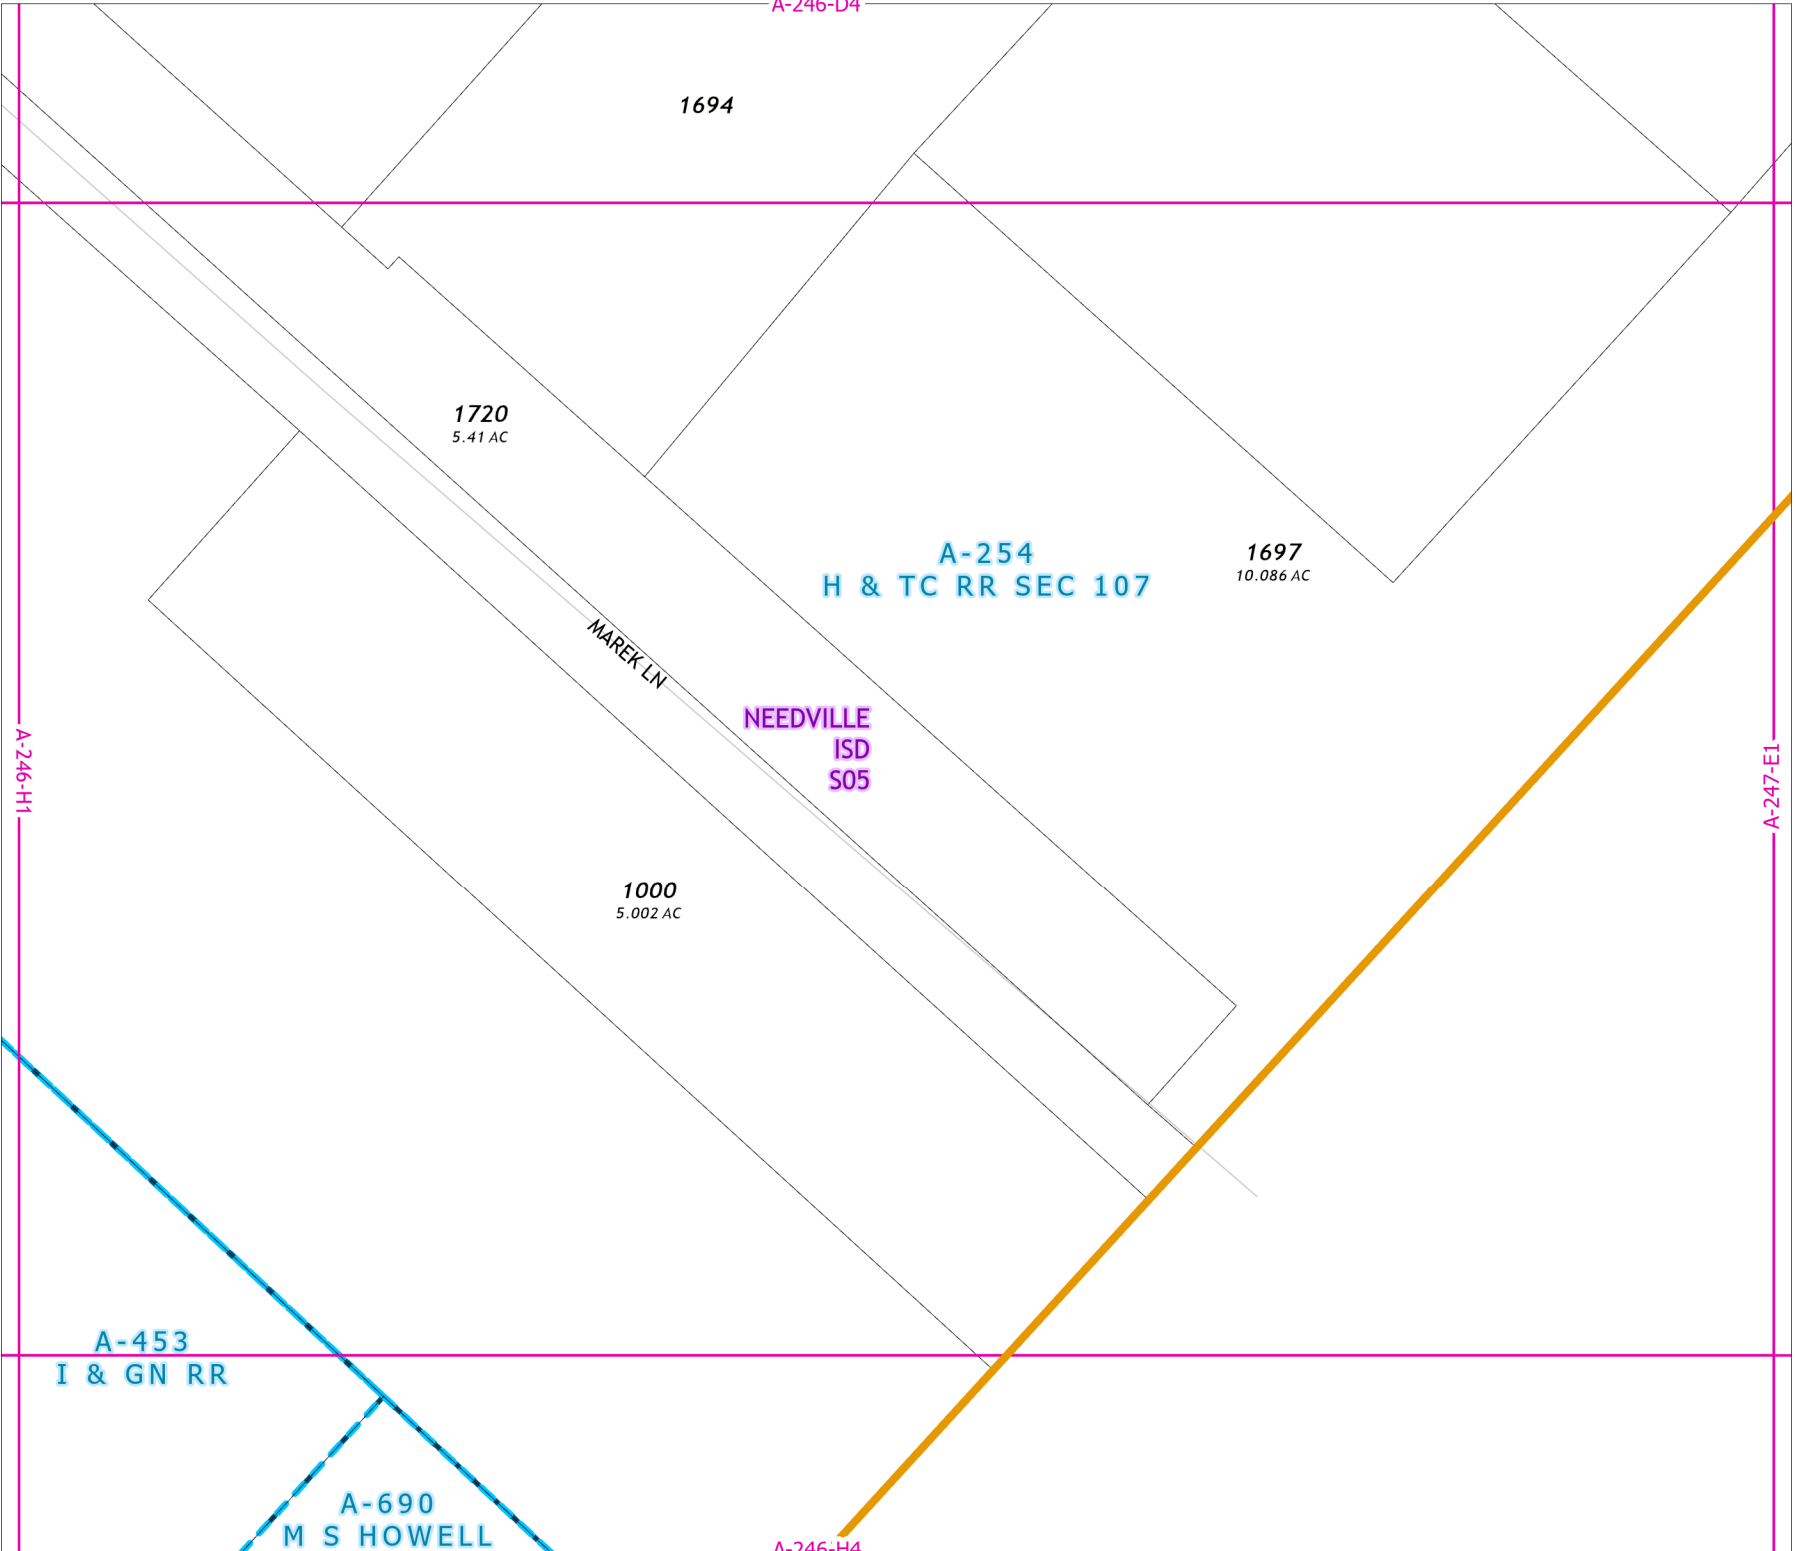 A-246-D4
1694
1720
5.41 AC
A-254
H & TC RR SEC 107
1697
10.086 AC
MAREK LN
NEEDVILLE
ISD
S05
A-246-H1
A-247-E1
1000
5.002 AC
A-453
I & GN RR
A-690
M S HOWELL
A-246-H4